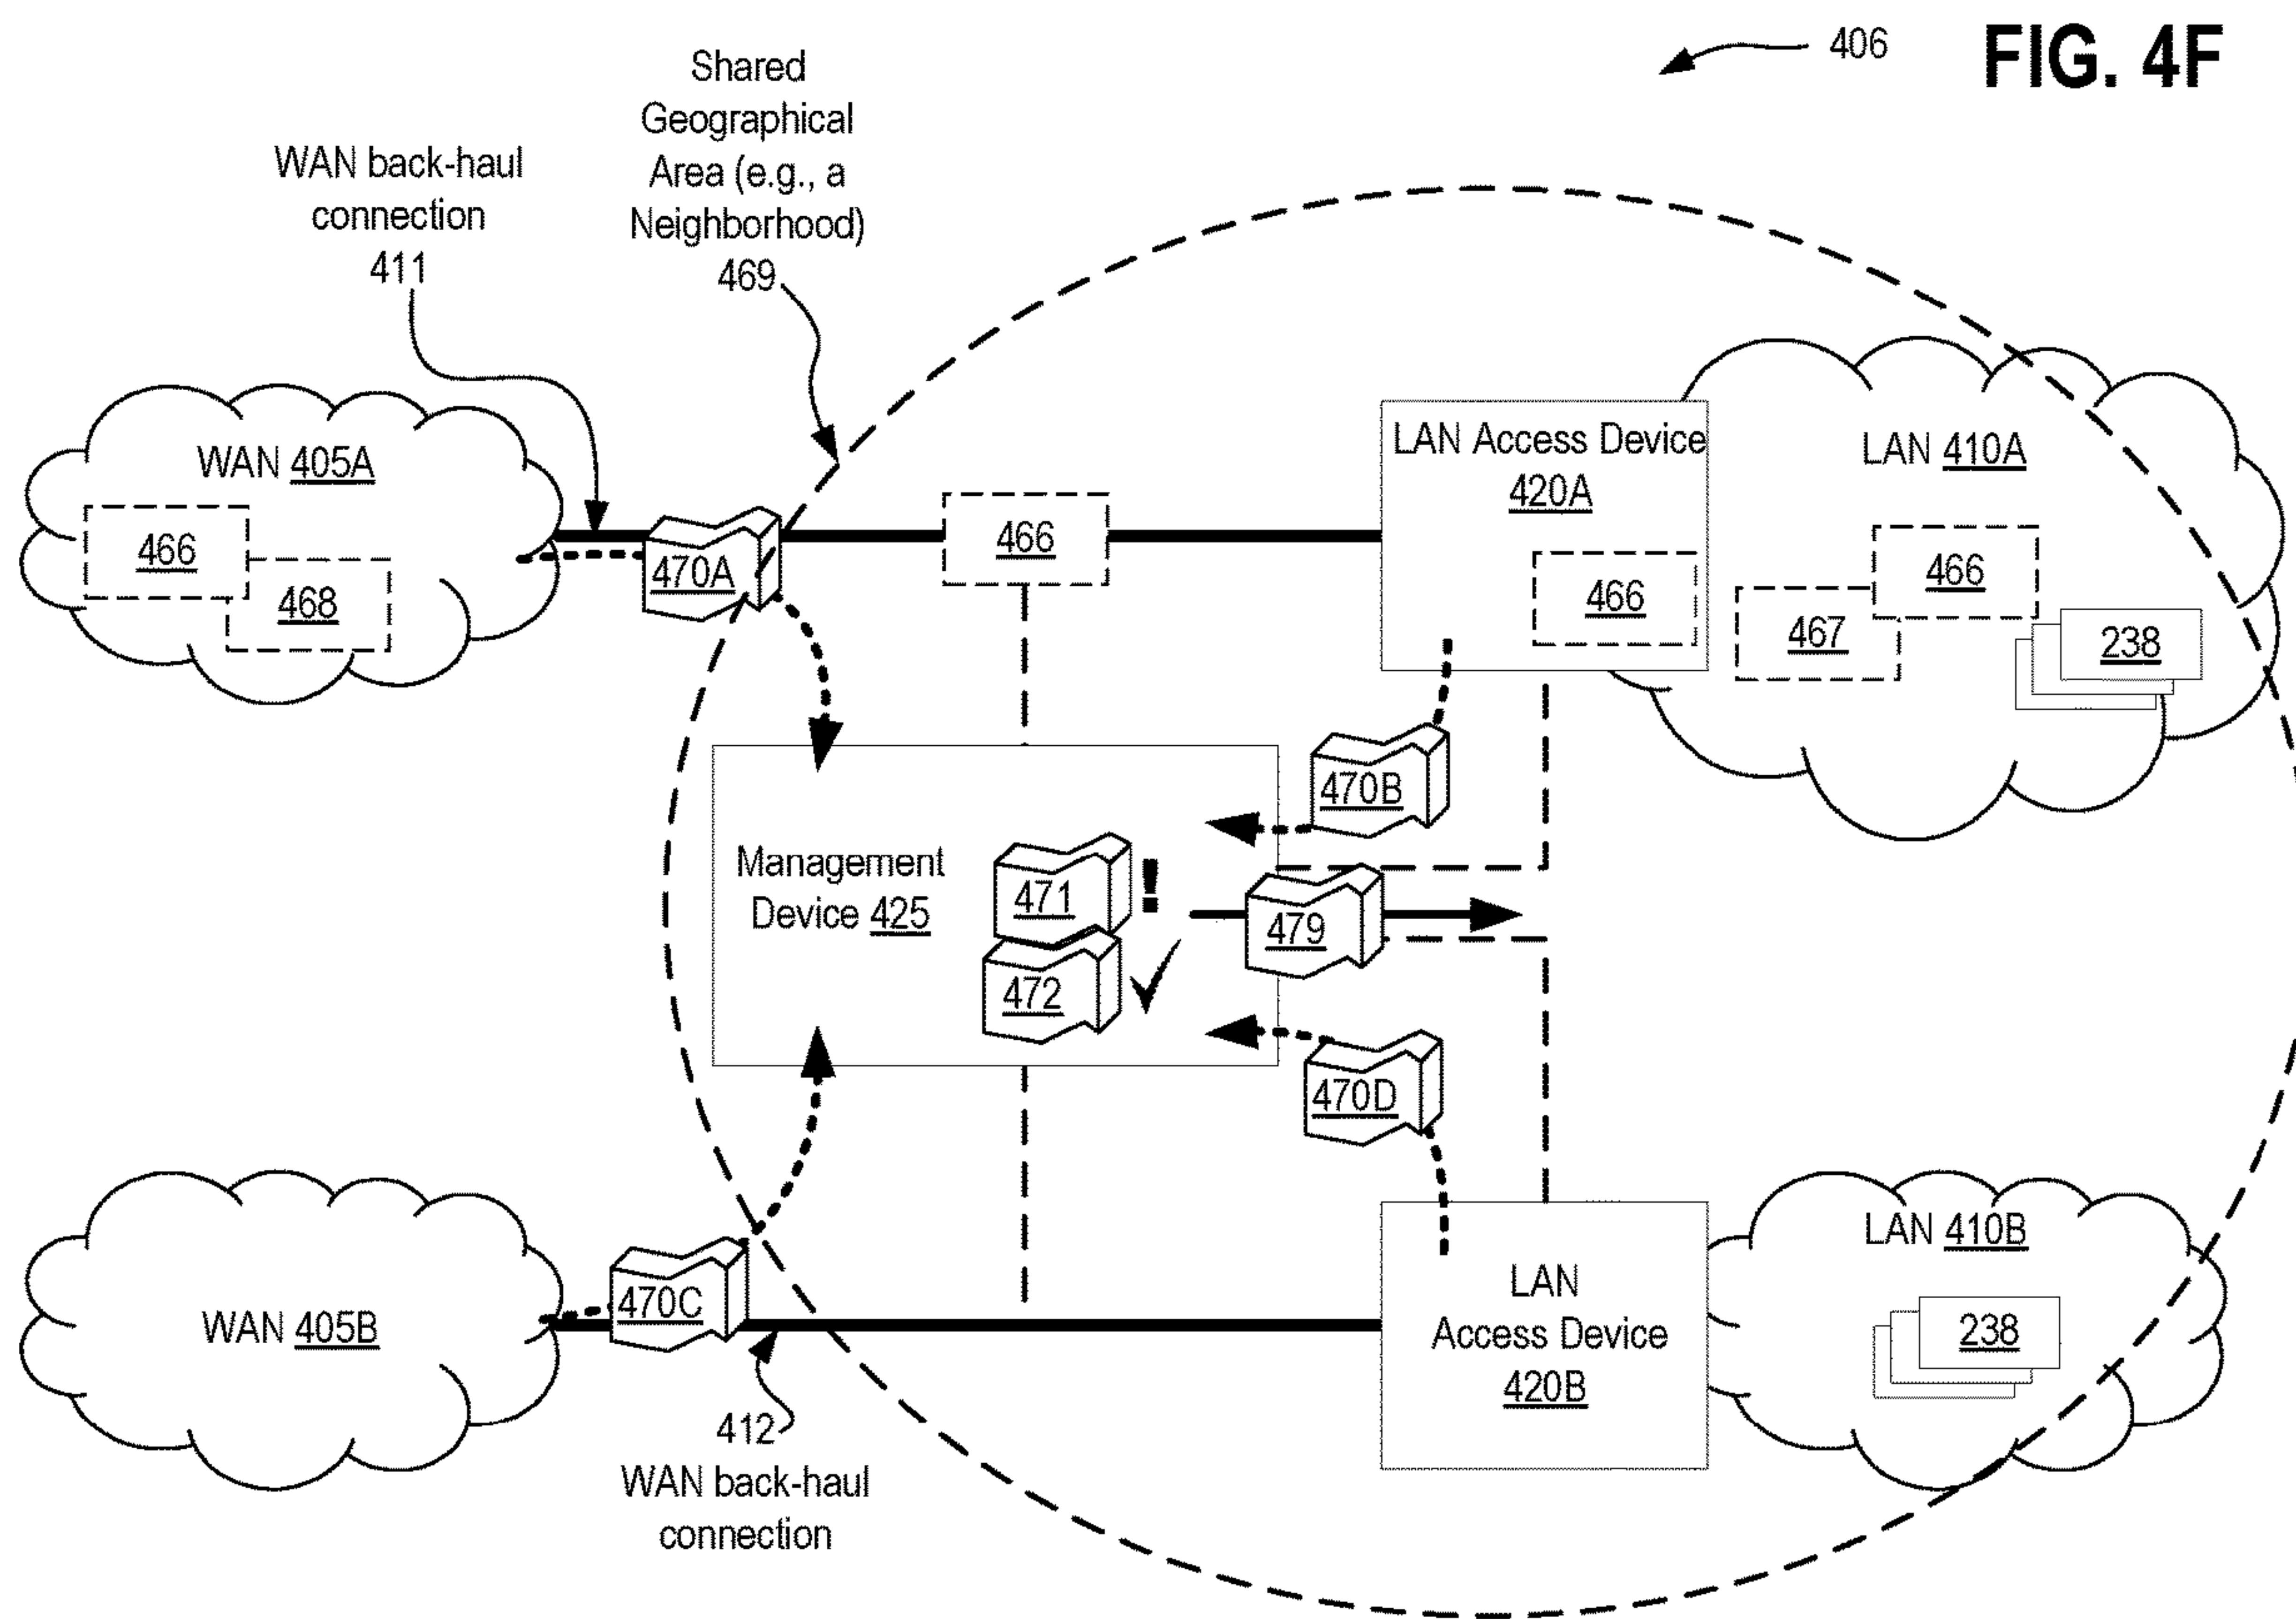 406
FIG. 4F
Shared
Geographical
Area (e.g., a
Neighborhood)
469
WAN back-haul
connection
411
WAN 405A
466
468
470A
466
LAN Access Device
420A
466
LAN 410A
466
467
238
470B
Management
Device 425
471
!
472
479
470D
WAN 405B
470C
412
WAN back-haul
connection
LAN
Access Device
420B
LAN 410B
238